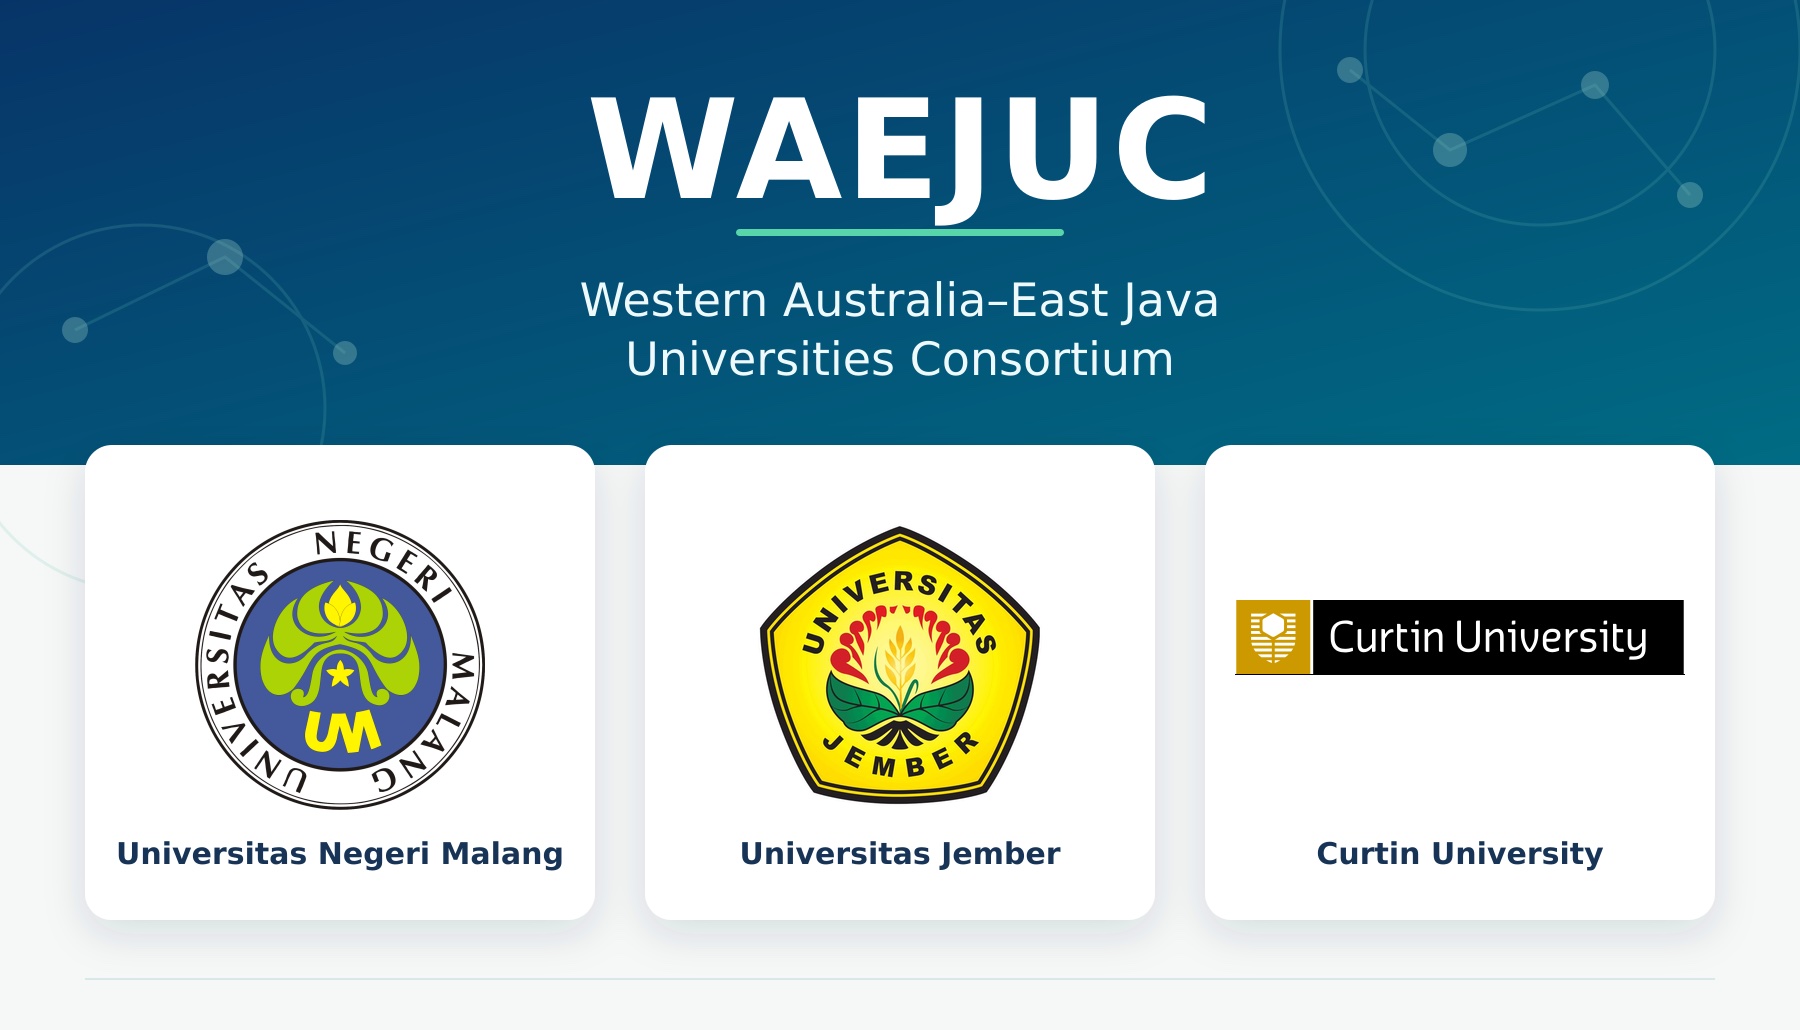 WAEJUC
Western Australia–East Java
Universities Consortium
UNIVERSITAS NEGERI MALANG
UM
UNIVERSITAS
JEMBER
Curtin University
Universitas Negeri Malang
Universitas Jember
Curtin University